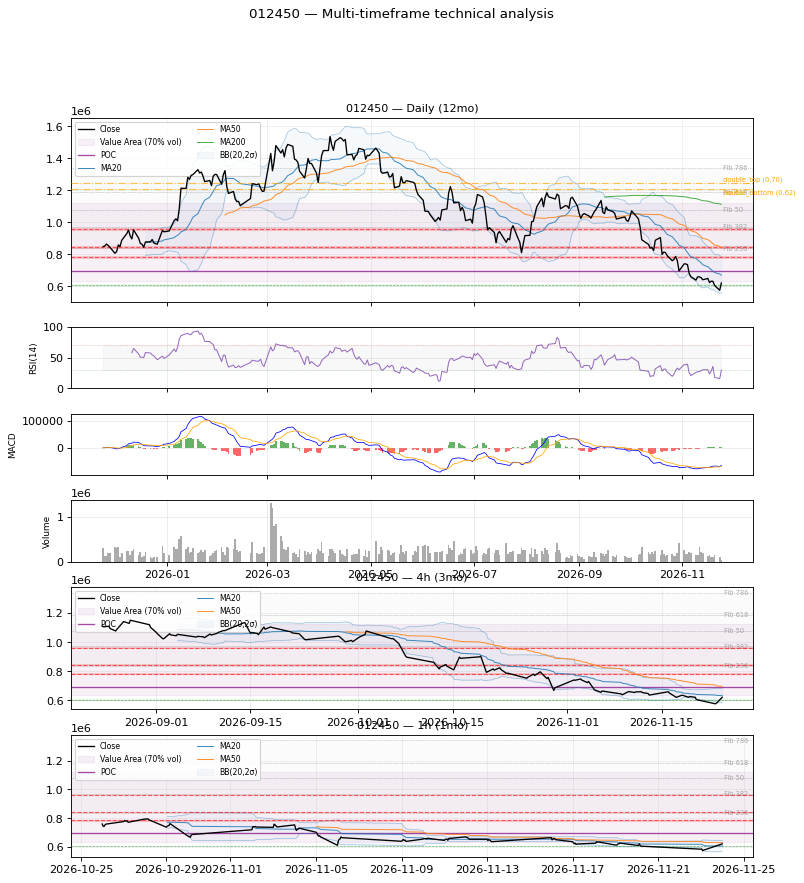 012450 — Multi-timeframe technical analysis
012450 — Daily (12mo)
1e6
Close
Value Area (70% vol)
POC
MA20
MA50
MA200
BB(20,2σ)
1.6
1.4
1.2
1.0
0.8
0.6
Fib 786
double_top (0.70)
Fib 50
Fib 382
Fib 236
RSI(14)
100
50
0
MACD
100000
0
1e6
Volume
1
0
2026-01
2026-03
2026-05
2026-07
2026-09
2026-11
012450 — 4h (3mo)
1e6
Close
Value Area (70% vol)
POC
MA20
MA50
BB(20,2σ)
1.2
1.0
0.8
0.6
Fib 786
Fib 618
Fib 50
Fib 382
Fib 236
2026-09-01
2026-09-15
2026-10-01
2026-10-15
2026-11-01
2026-11-15
012450 — 1h (1mo)
1e6
Close
Value Area (70% vol)
POC
MA20
MA50
BB(20,2σ)
1.2
1.0
0.8
0.6
Fib 786
Fib 618
Fib 50
Fib 382
Fib 236
2026-10-25
2026-10-29
2026-11-01
2026-11-05
2026-11-09
2026-11-13
2026-11-17
2026-11-21
2026-11-25